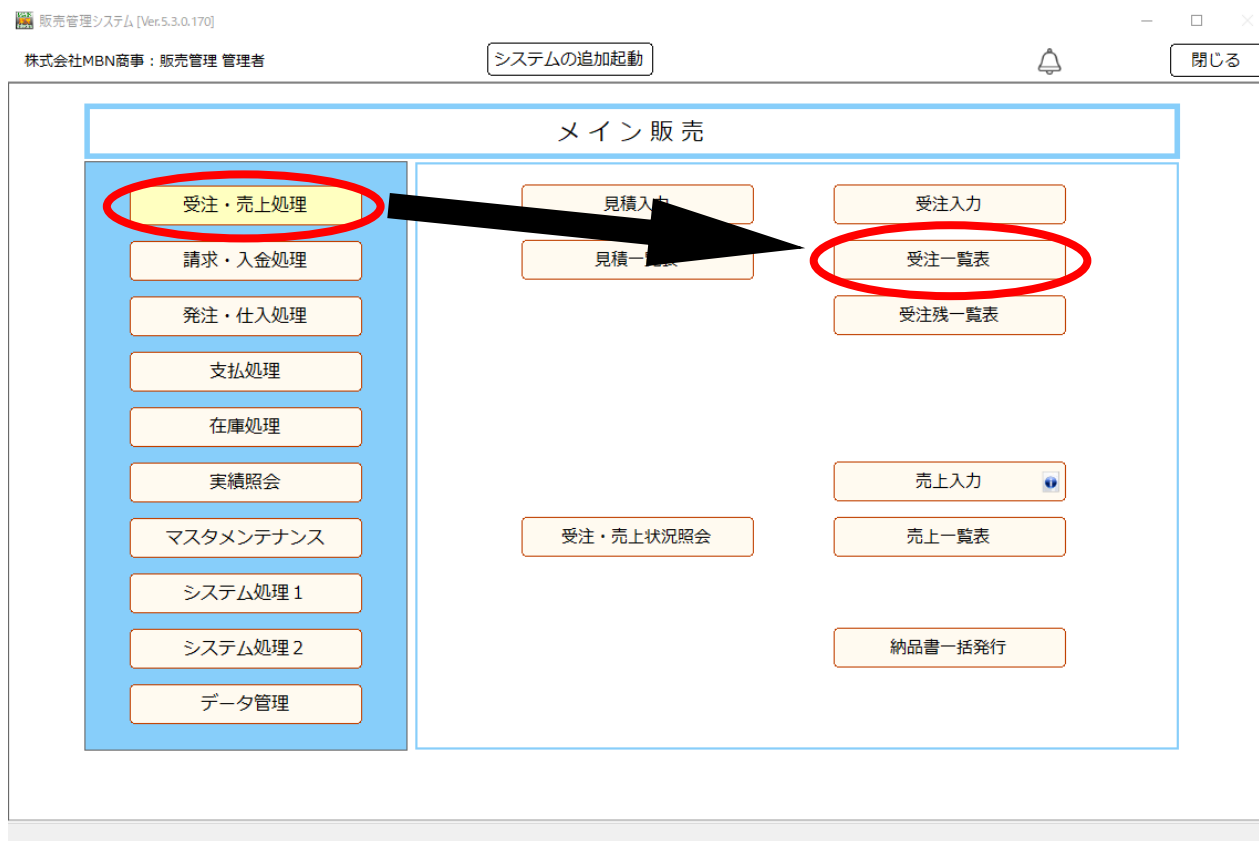 販売管理システム [Ver.5.3.0.170]
株式会社MBN商事：販売管理 管理者
システムの追加起動
閉じる
メイン販売
受注・売上処理
請求・入金処理
発注・仕入処理
支払処理
在庫処理
実績照会
マスタメンテナンス
システム処理１
システム処理２
データ管理
見積入力
受注入力
見積一覧表
受注一覧表
受注残一覧表
売上入力
受注・売上状況照会
売上一覧表
納品書一括発行